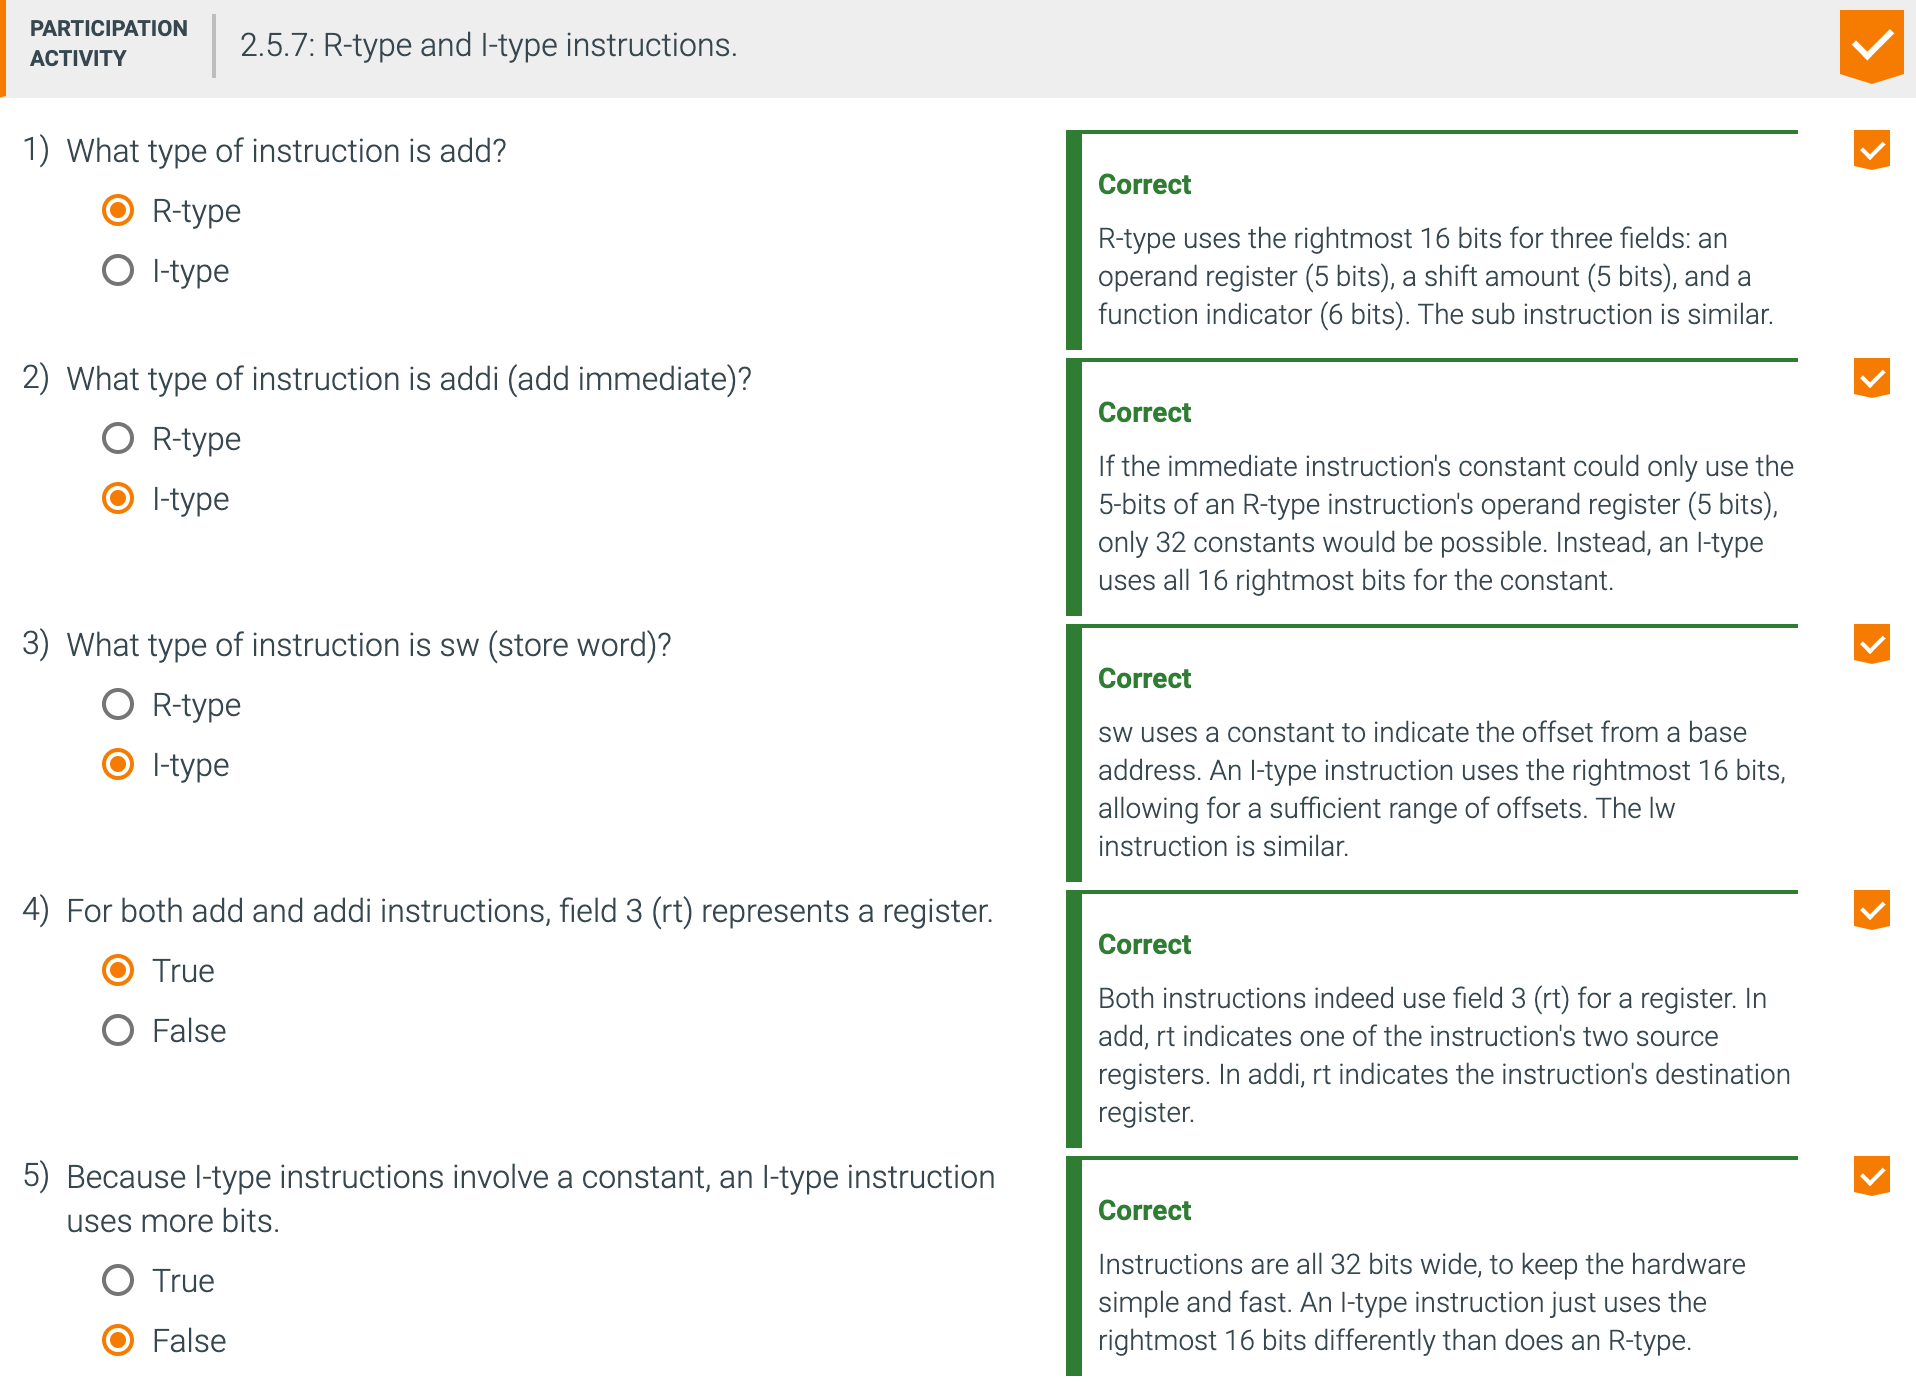 PARTICIPATION
ACTIVITY
2.5.7: R-type and I-type instructions.
1) What type of instruction is add?
R-type
I-type
Correct
R-type uses the rightmost 16 bits for three fields: an
operand register (5 bits), a shift amount (5 bits), and a
function indicator (6 bits). The sub instruction is similar.
2) What type of instruction is addi (add immediate)?
R-type
I-type
Correct
If the immediate instruction's constant could only use the
5-bits of an R-type instruction's operand register (5 bits),
only 32 constants would be possible. Instead, an I-type
uses all 16 rightmost bits for the constant.
3) What type of instruction is sw (store word)?
R-type
I-type
Correct
sw uses a constant to indicate the offset from a base
address. An I-type instruction uses the rightmost 16 bits,
allowing for a sufficient range of offsets. The lw
instruction is similar.
4) For both add and addi instructions, field 3 (rt) represents a register.
True
False
Correct
Both instructions indeed use field 3 (rt) for a register. In
add, rt indicates one of the instruction's two source
registers. In addi, rt indicates the instruction's destination
register.
5) Because I-type instructions involve a constant, an I-type instruction
uses more bits.
True
False
Correct
Instructions are all 32 bits wide, to keep the hardware
simple and fast. An I-type instruction just uses the
rightmost 16 bits differently than does an R-type.